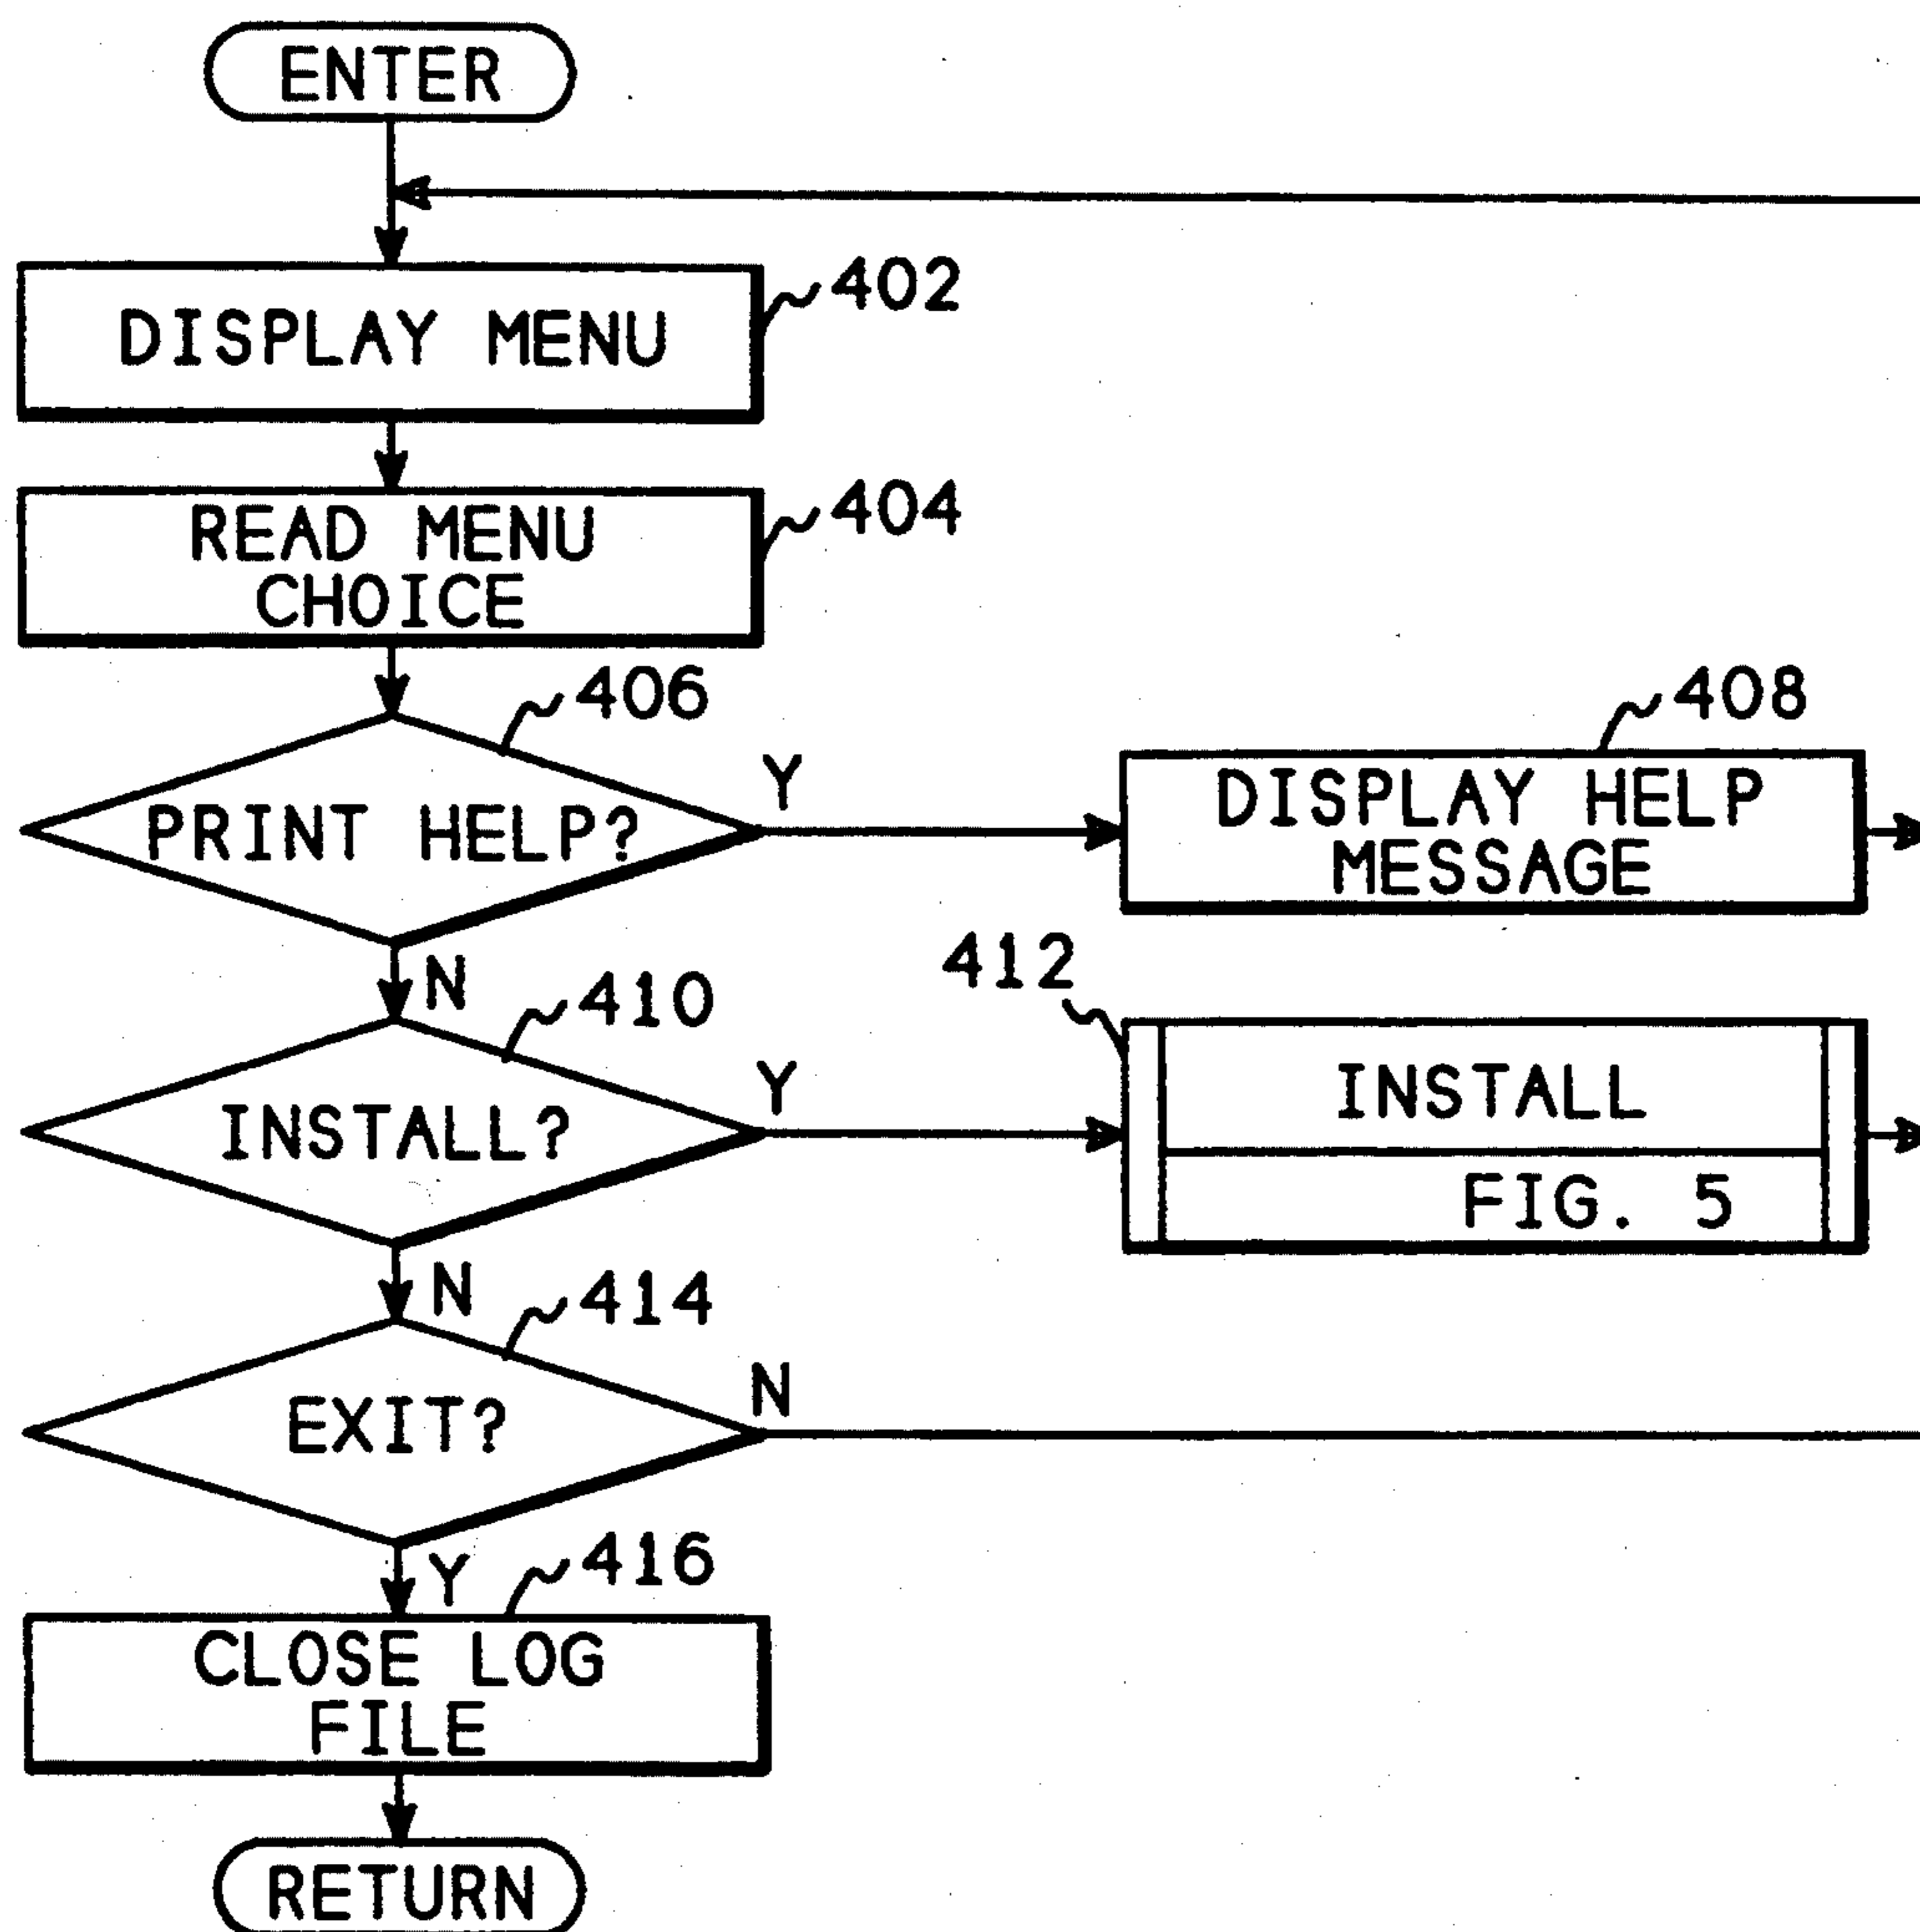 ENTER
DISPLAY MENU
402
READ MENU
CHOICE
404
406
PRINT HELP?
Y
408
DISPLAY HELP
MESSAGE
N
410
INSTALL?
Y
412
INSTALL
FIG. 5
N
414
EXIT?
N
Y
416
CLOSE LOG
FILE
RETURN